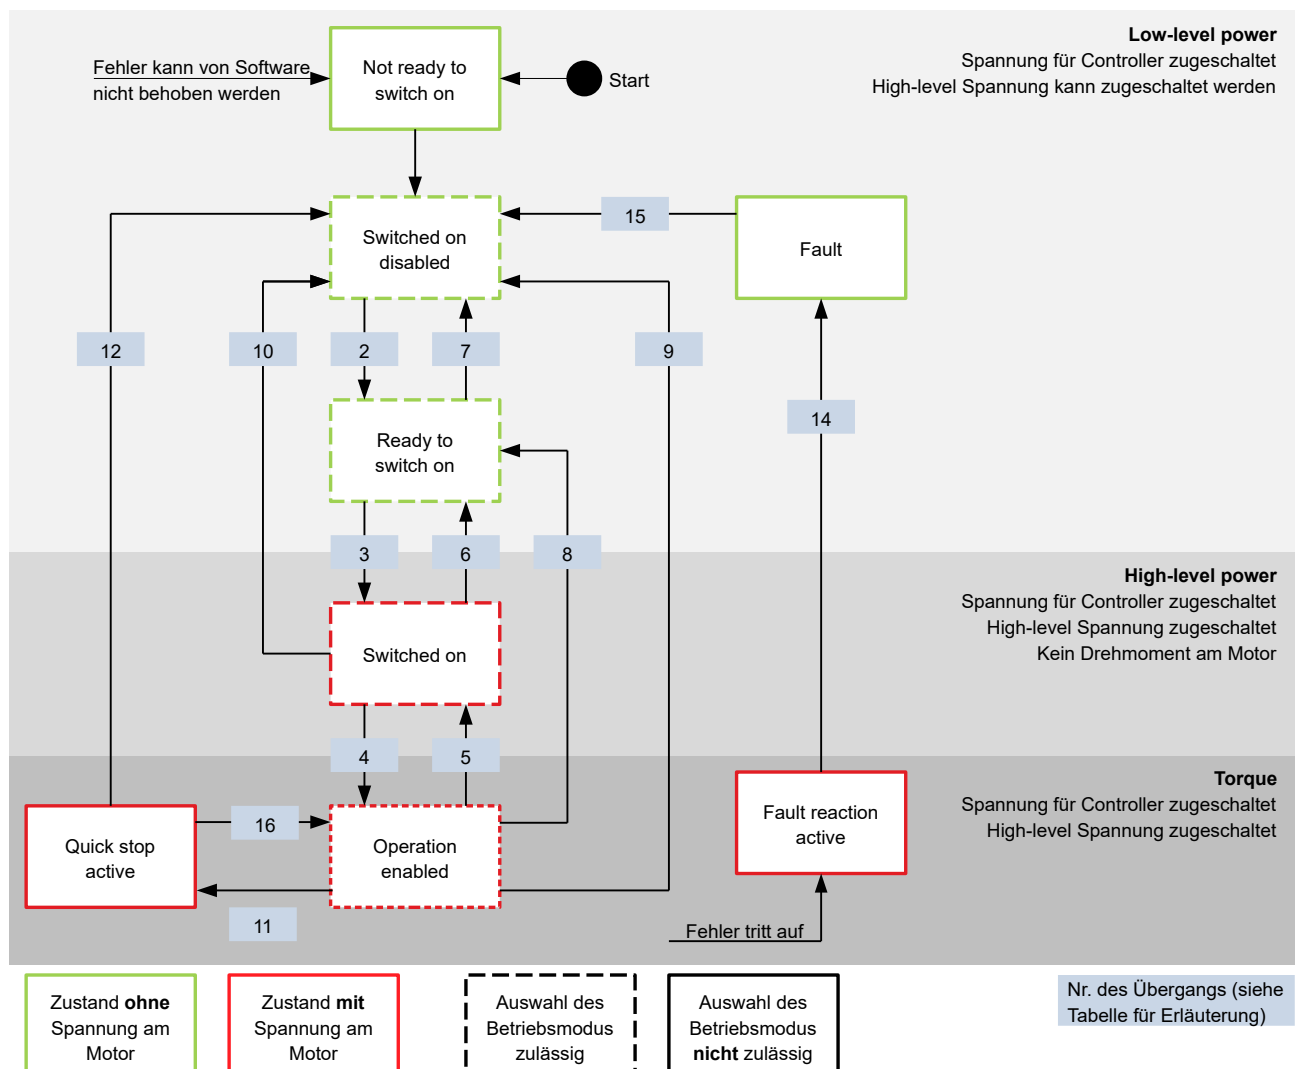 Low-level power
Spannung für Controller zugeschaltet
High-level Spannung kann zugeschaltet werden
Fehler kann von Software
nicht behoben werden
Not ready to
switch on
Start
Switched on
disabled
15
Fault
12
10
2
7
9
14
Ready to
switch on
3
6
8
High-level power
Spannung für Controller zugeschaltet
High-level Spannung zugeschaltet
Kein Drehmoment am Motor
Switched on
4
5
Torque
Spannung für Controller zugeschaltet
High-level Spannung zugeschaltet
Quick stop
active
16
Operation
enabled
Fault reaction
active
11
Fehler tritt auf
Zustand ohne
Spannung am
Motor
Zustand mit
Spannung am
Motor
Auswahl des
Betriebsmodus
zulässig
Auswahl des
Betriebsmodus
nicht zulässig
Nr. des Übergangs (siehe
Tabelle für Erläuterung)